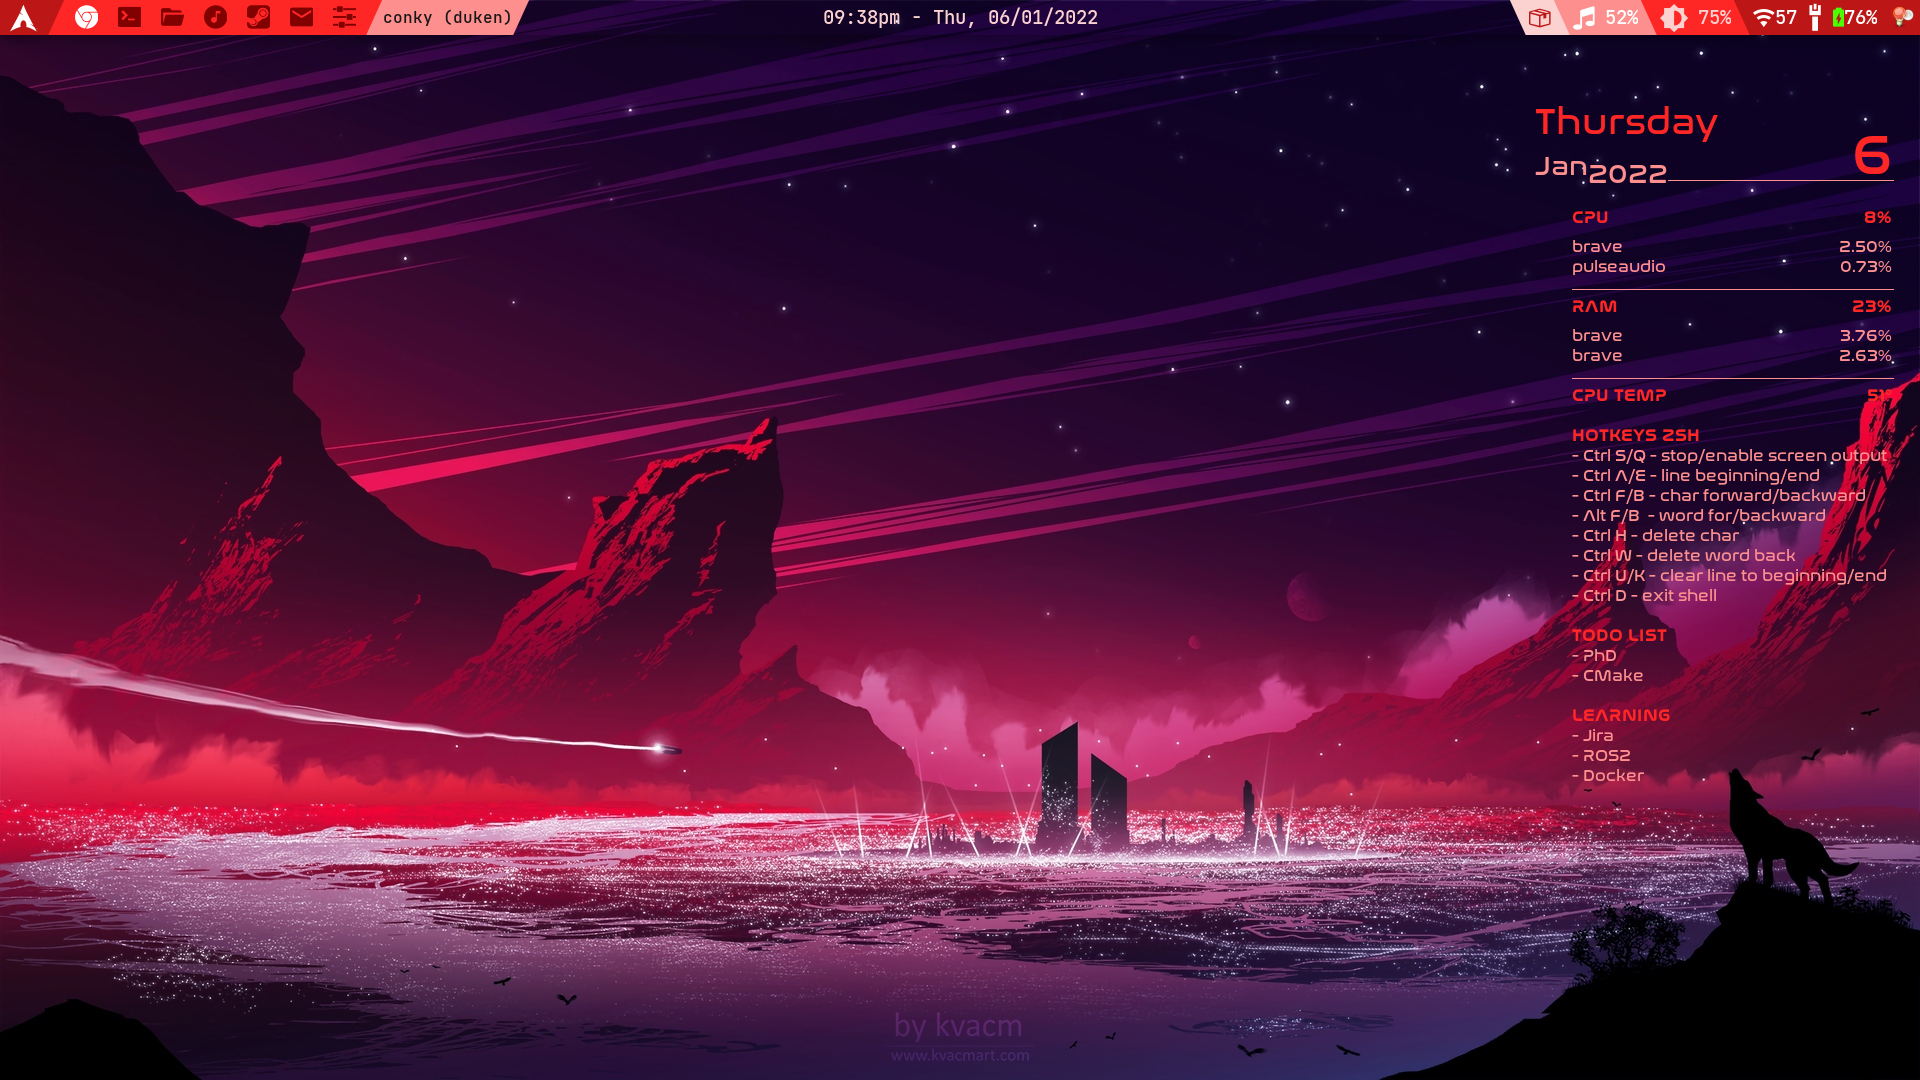 conky (duken)
09:38pm - Thu, 06/01/2022
52%
75%
57
76%
Thursday
6
Jan 2022
CPU 8%
brave 2.50%
pulseaudio 0.73%
RAM 23%
brave 3.76%
brave 2.63%
CPU TEMP 51°
HOTKEYS ZSH
- Ctrl S/Q - stop/enable screen output
- Ctrl A/E - line beginning/end
- Ctrl F/B - char forward/backward
- Alt F/B - word for/backward
- Ctrl H - delete char
- Ctrl W - delete word back
- Ctrl U/K - clear line to beginning/end
- Ctrl D - exit shell
TODO LIST
- PhD
- CMake
LEARNING
- Jira
- ROS2
- Docker
by kvacm
www.kvacmart.com